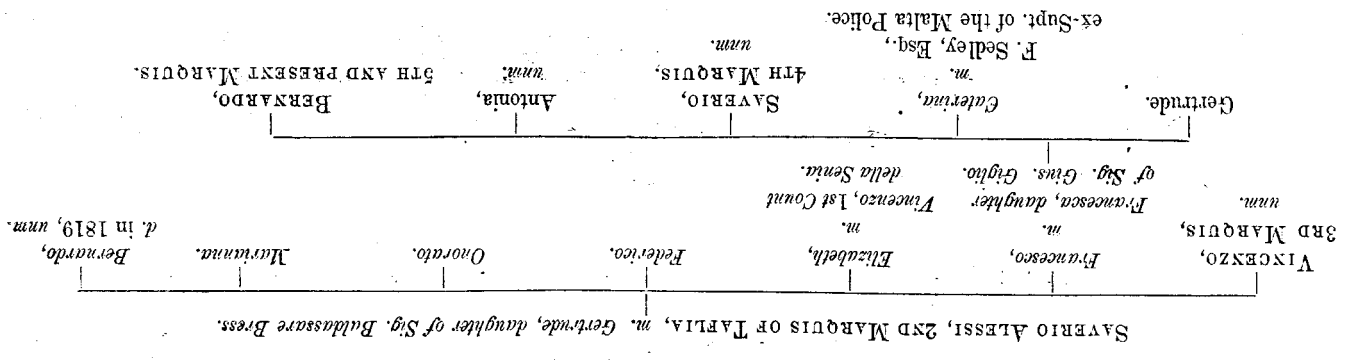 SAVERIO ALESSI, 2ND MARQUIS OF TAFLIA, m. Gertrude, daughter of Sig. Baldassare Bress.
VINCENZO,
3RD MARQUIS,
unm.
Francesco,
m.
Francesca, daughter
of Sig. Gius. Giglio.
Elizabeth,
m.
Vincenzo, 1st Count
della Senia.
Federico.
Onorato.
Marianna.
Bernardo,
d. in 1819, unm.
Gertrude.
Caterina,
m.
F. Sedley, Esq.,
ex-Supt. of the Malta Police.
SAVERIO,
4TH MARQUIS,
unm.
Antonia,
unm.
BERNARDO,
5TH AND PRESENT MARQUIS.